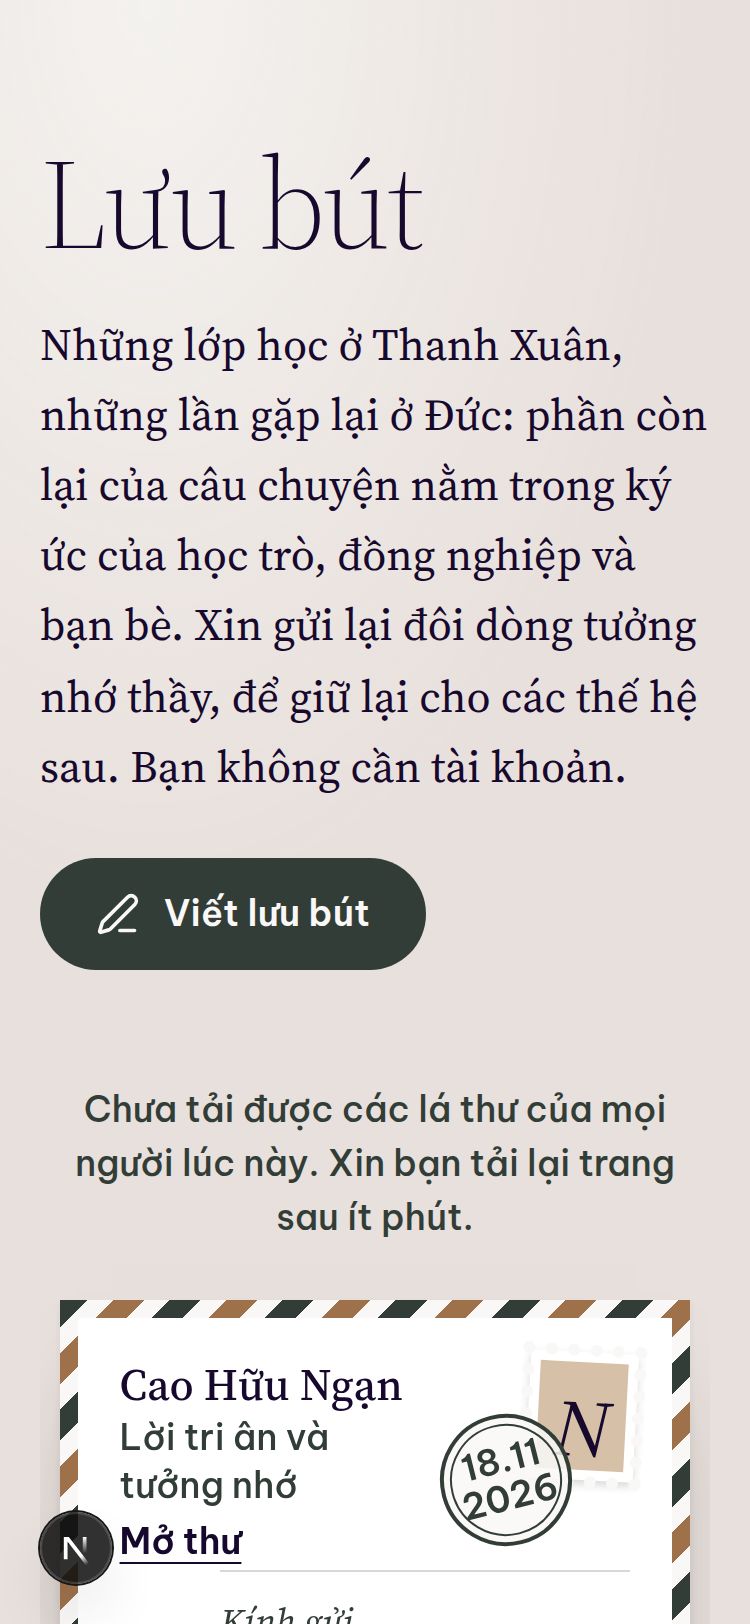 Lưu bút
Những lớp học ở Thanh Xuân,
những lần gặp lại ở Đức: phần còn
lại của câu chuyện nằm trong ký
ức của học trò, đồng nghiệp và
bạn bè. Xin gửi lại đôi dòng tưởng
nhớ thầy, để giữ lại cho các thế hệ
sau. Bạn không cần tài khoản.
Viết lưu bút
Chưa tải được các lá thư của mọi
người lúc này. Xin bạn tải lại trang
sau ít phút.
Cao Hữu Ngạn
Lời tri ân và
tưởng nhớ
N
18.11
2026
N
Mở thư
Kính gửi